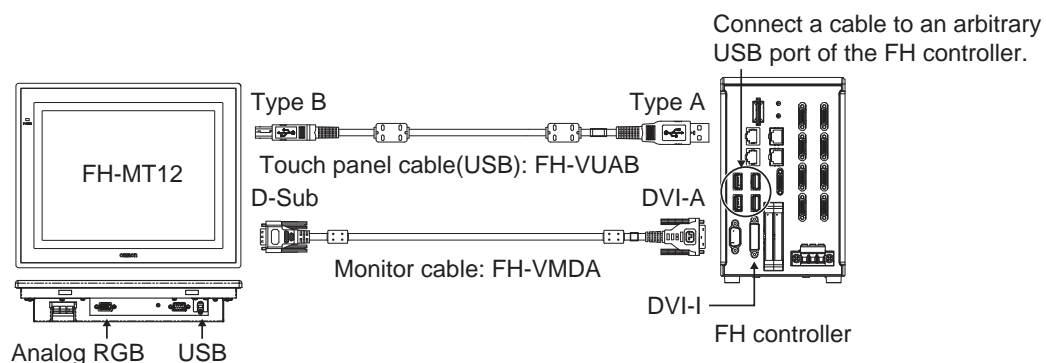 Connect a cable to an arbitrary
USB port of the FH controller.
Type B
Type A
FH-MT12
Touch panel cable(USB): FH-VUAB
D-Sub
DVI-A
OMRON
Monitor cable: FH-VMDA
DVI-I
FH controller
Analog RGB
USB